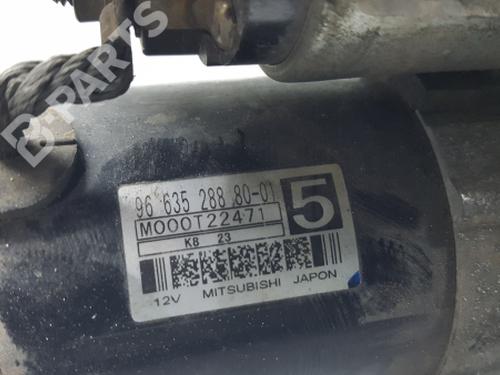 B-PARTS
96 635 288 80-01
5
M000T22471
K8 23
12V MITSUBISHI JAPON